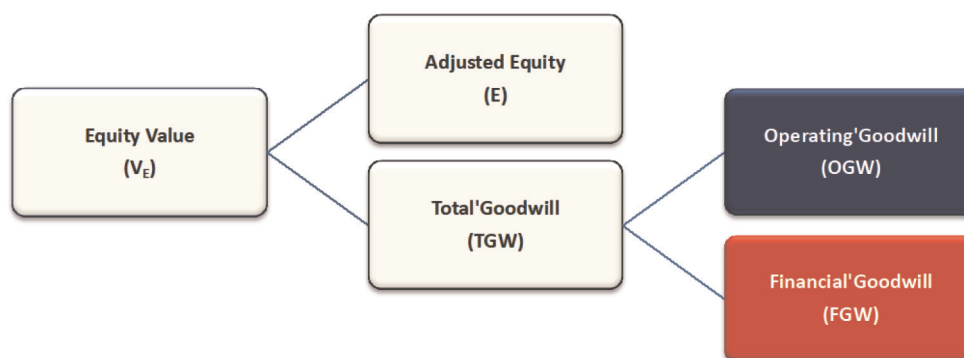 Equity Value
(VE)
Adjusted Equity
(E)
Total'Goodwill
(TGW)
Operating'Goodwill
(OGW)
Financial'Goodwill
(FGW)